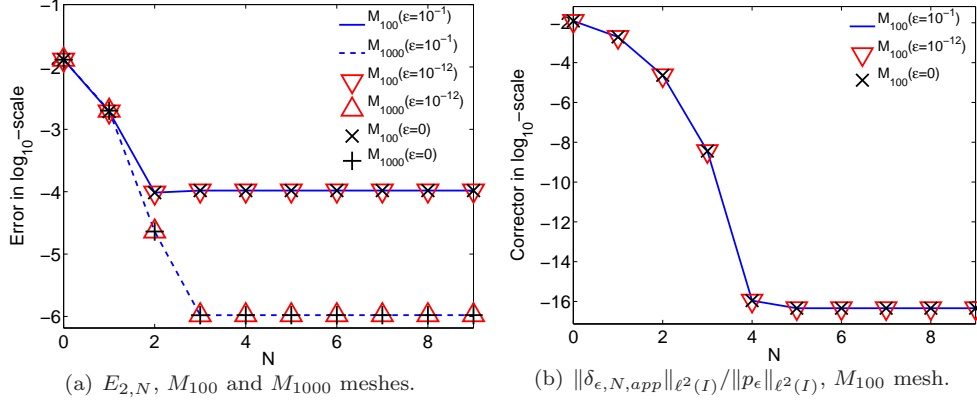 −1
−2
−3
−4
−5
−6
Error in log₁₀−scale
0 2 4 6 8
N
M₁₀₀(ε=10⁻¹)
M₁₀₀₀(ε=10⁻¹)
M₁₀₀(ε=10⁻¹²)
M₁₀₀₀(ε=10⁻¹²)
M₁₀₀(ε=0)
M₁₀₀₀(ε=0)
(a) E₂,N, M₁₀₀ and M₁₀₀₀ meshes.
−2
−4
−6
−8
−10
−12
−14
−16
Corrector in log₁₀−scale
0 2 4 6 8
N
M₁₀₀(ε=10⁻¹)
M₁₀₀(ε=10⁻¹²)
M₁₀₀(ε=0)
(b) ‖δϵ,N,app‖ℓ²(I)/‖pϵ‖ℓ²(I), M₁₀₀ mesh.